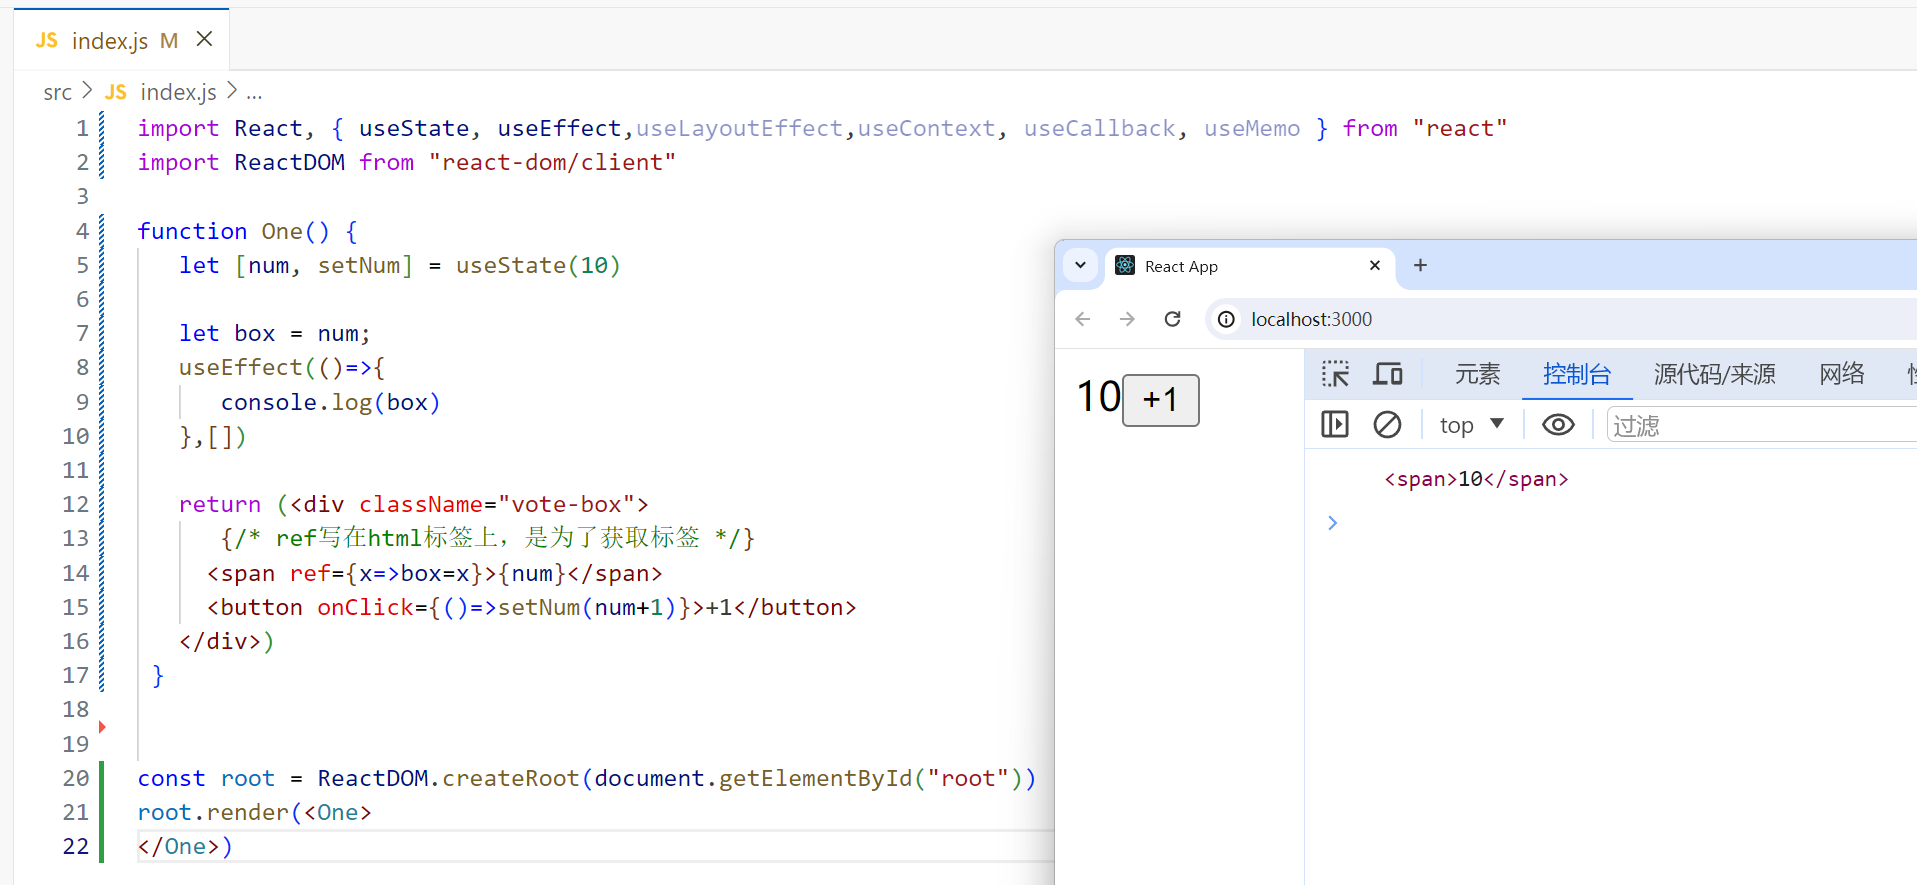 JS index.js M
src > JS index.js > ...
1 import React, { useState, useEffect,useLayoutEffect,useContext, useCallback, useMemo } from "react"
2 import ReactDOM from "react-dom/client"
3
4 function One() {
5 let [num, setNum] = useState(10)
6
7 let box = num;
8 useEffect(()=>{
9 console.log(box)
10 },[])
11
12 return (<div className="vote-box">
13 {/* ref写在html标签上，是为了获取标签 */}
14 <span ref={x=>box=x}>{num}</span>
15 <button onClick={()=>setNum(num+1)}>+1</button>
16 </div>)
17 }
18
19
20 const root = ReactDOM.createRoot(document.getElementById("root"))
21 root.render(<One>
22 </One>)
React App
localhost:3000
10 +1
元素 控制台 源代码/来源 网络
top 过滤
<span>10</span>